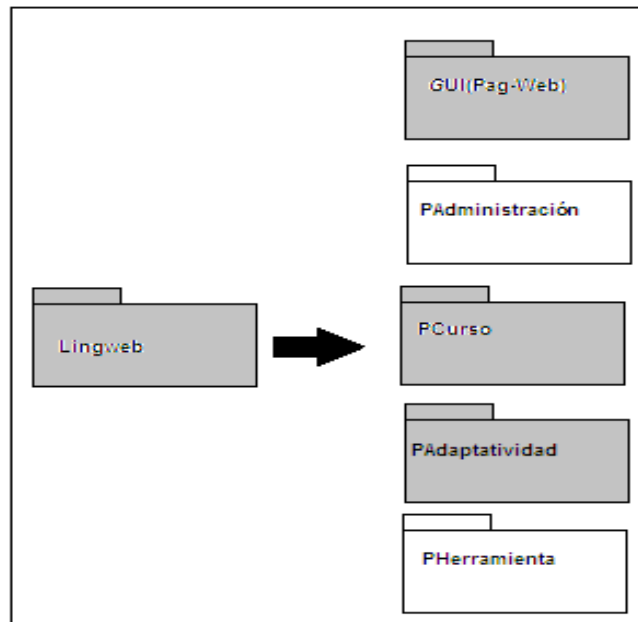 GUI(Pag-Web)
PAdministración
Lingweb
PCurso
PAdaptatividad
PHerramienta